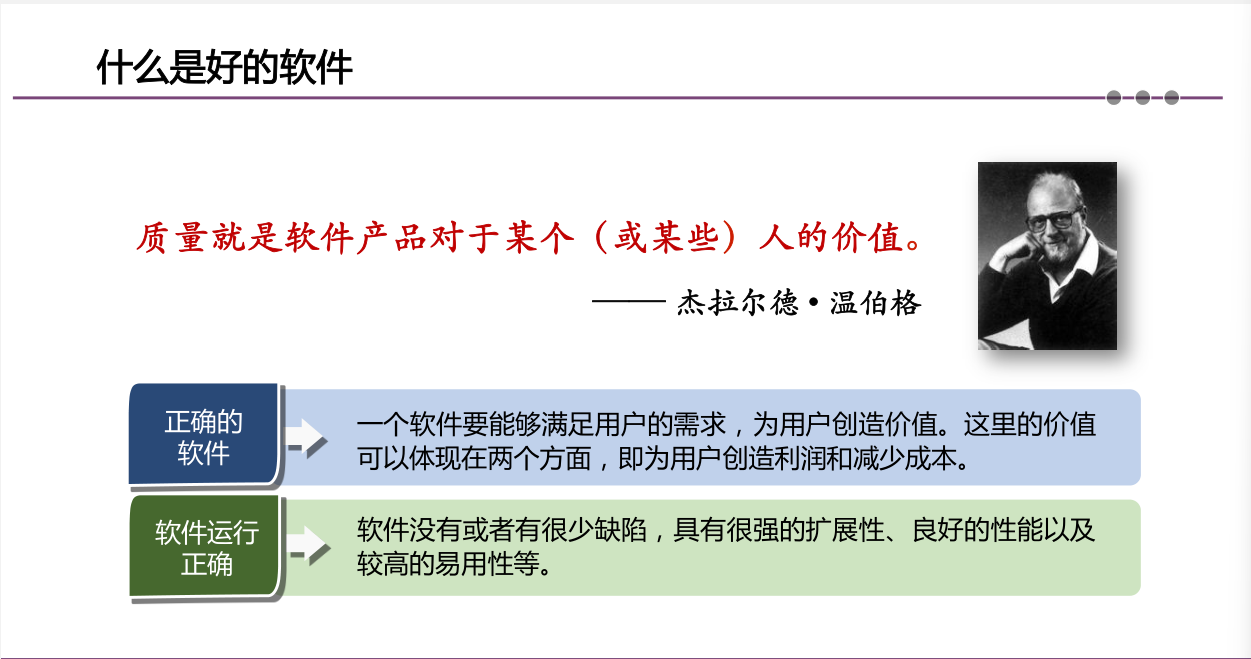 什么是好的软件
质量就是软件产品对于某个（或某些）人的价值。
—— 杰拉尔德•温伯格
正确的
软件
一个软件要能够满足用户的需求，为用户创造价值。这里的价值
可以体现在两个方面，即为用户创造利润和减少成本。
软件运行
正确
软件没有或者有很少缺陷，具有很强的扩展性、良好的性能以及
较高的易用性等。